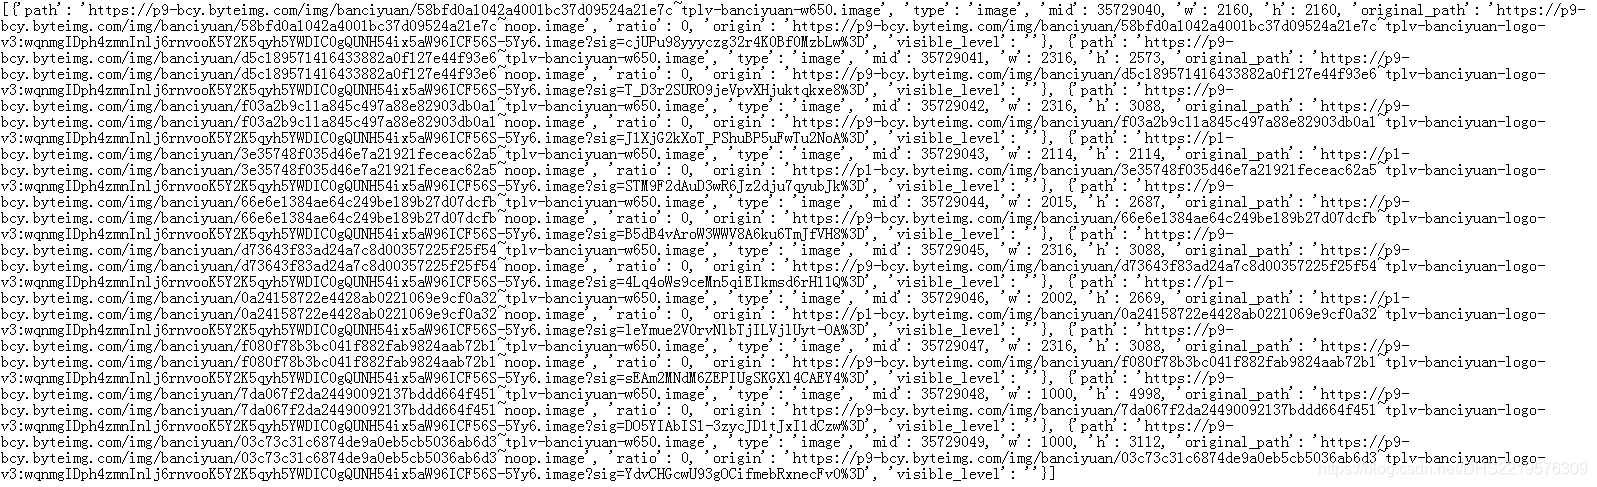 [{'path': 'https://p9-bcy.byteimg.com/img/banciyuan/58bfd0a1042a4001bc37d09524a21e7c~tplv-banciyuan-w650.image', 'type': 'image', 'mid': 35729040, 'w': 2160, 'h': 2160, 'original_path': 'https://p9-
bcy.byteimg.com/img/banciyuan/58bfd0a1042a4001bc37d09524a21e7c~noop.image', 'ratio': 0, 'origin': 'https://p9-bcy.byteimg.com/img/banciyuan/58bfd0a1042a4001bc37d09524a21e7c~tplv-banciyuan-logo-
v3:wqnmgIDph4zmnInlj6rnvooK5Y2K5qyh5YWDIC0gQUNH54ix5aW96ICF56S-5Yy6.image?sig=cjUPu98yyyczg32r4K0Bf0MzbLw%3D', 'visible_level': ''}, {'path': 'https://p9-
bcy.byteimg.com/img/banciyuan/d5c189571416433882a0f127e44f93e6~tplv-banciyuan-w650.image', 'type': 'image', 'mid': 35729041, 'w': 2316, 'h': 2573, 'original_path': 'https://p9-
bcy.byteimg.com/img/banciyuan/d5c189571416433882a0f127e44f93e6~noop.image', 'ratio': 0, 'origin': 'https://p9-bcy.byteimg.com/img/banciyuan/d5c189571416433882a0f127e44f93e6~tplv-banciyuan-logo-
v3:wqnmgIDph4zmnInlj6rnvooK5Y2K5qyh5YWDIC0gQUNH54ix5aW96ICF56S-5Yy6.image?sig=T_D3r2SURO9jeVpvXHjuktqkxe8%3D', 'visible_level': ''}, {'path': 'https://p9-
bcy.byteimg.com/img/banciyuan/f03a2b9c11a845c497a88e82903db0a1~tplv-banciyuan-w650.image', 'type': 'image', 'mid': 35729042, 'w': 2316, 'h': 3088, 'original_path': 'https://p9-
bcy.byteimg.com/img/banciyuan/f03a2b9c11a845c497a88e82903db0a1~noop.image', 'ratio': 0, 'origin': 'https://p9-bcy.byteimg.com/img/banciyuan/f03a2b9c11a845c497a88e82903db0a1~tplv-banciyuan-logo-
v3:wqnmgIDph4zmnInlj6rnvooK5Y2K5qyh5YWDIC0gQUNH54ix5aW96ICF56S-5Yy6.image?sig=J1XjG2kXoT_PShuBP5uFwTu2NoA%3D', 'visible_level': ''}, {'path': 'https://p1-
bcy.byteimg.com/img/banciyuan/3e35748f035d46e7a21921feceac62a5~tplv-banciyuan-w650.image', 'type': 'image', 'mid': 35729043, 'w': 2114, 'h': 2114, 'original_path': 'https://p1-
bcy.byteimg.com/img/banciyuan/3e35748f035d46e7a21921feceac62a5~noop.image', 'ratio': 0, 'origin': 'https://p1-bcy.byteimg.com/img/banciyuan/3e35748f035d46e7a21921feceac62a5~tplv-banciyuan-logo-
v3:wqnmgIDph4zmnInlj6rnvooK5Y2K5qyh5YWDIC0gQUNH54ix5aW96ICF56S-5Yy6.image?sig=STM9F2dAuD3wR6Jz2dju7qyubJk%3D', 'visible_level': ''}, {'path': 'https://p9-
bcy.byteimg.com/img/banciyuan/66e6e1384ae64c249be189b27d07dcfb~tplv-banciyuan-w650.image', 'type': 'image', 'mid': 35729044, 'w': 2015, 'h': 2687, 'original_path': 'https://p9-
bcy.byteimg.com/img/banciyuan/66e6e1384ae64c249be189b27d07dcfb~noop.image', 'ratio': 0, 'origin': 'https://p9-bcy.byteimg.com/img/banciyuan/66e6e1384ae64c249be189b27d07dcfb~tplv-banciyuan-logo-
v3:wqnmgIDph4zmnInlj6rnvooK5Y2K5qyh5YWDIC0gQUNH54ix5aW96ICF56S-5Yy6.image?sig=B5dB4vAroW3WWV8A6ku6TmJfVH8%3D', 'visible_level': ''}, {'path': 'https://p9-
bcy.byteimg.com/img/banciyuan/d73643f83ad24a7c8d00357225f25f54~tplv-banciyuan-w650.image', 'type': 'image', 'mid': 35729045, 'w': 2316, 'h': 3088, 'original_path': 'https://p9-
bcy.byteimg.com/img/banciyuan/d73643f83ad24a7c8d00357225f25f54~noop.image', 'ratio': 0, 'origin': 'https://p9-bcy.byteimg.com/img/banciyuan/d73643f83ad24a7c8d00357225f25f54~tplv-banciyuan-logo-
v3:wqnmgIDph4zmnInlj6rnvooK5Y2K5qyh5YWDIC0gQUNH54ix5aW96ICF56S-5Yy6.image?sig=4Lq4oWs9ceMn5qiEIkmsd6rH11Q%3D', 'visible_level': ''}, {'path': 'https://p1-
bcy.byteimg.com/img/banciyuan/0a24158722e4428ab0221069e9cf0a32~tplv-banciyuan-w650.image', 'type': 'image', 'mid': 35729046, 'w': 2002, 'h': 2669, 'original_path': 'https://p1-
bcy.byteimg.com/img/banciyuan/0a24158722e4428ab0221069e9cf0a32~noop.image', 'ratio': 0, 'origin': 'https://p1-bcy.byteimg.com/img/banciyuan/0a24158722e4428ab0221069e9cf0a32~tplv-banciyuan-logo-
v3:wqnmgIDph4zmnInlj6rnvooK5Y2K5qyh5YWDIC0gQUNH54ix5aW96ICF56S-5Yy6.image?sig=leYmue2V0rvNlbTjILVjlUyt-OA%3D', 'visible_level': ''}, {'path': 'https://p9-
bcy.byteimg.com/img/banciyuan/f080f78b3bc041f882fab9824aab72b1~tplv-banciyuan-w650.image', 'type': 'image', 'mid': 35729047, 'w': 2316, 'h': 3088, 'original_path': 'https://p9-
bcy.byteimg.com/img/banciyuan/f080f78b3bc041f882fab9824aab72b1~noop.image', 'ratio': 0, 'origin': 'https://p9-bcy.byteimg.com/img/banciyuan/f080f78b3bc041f882fab9824aab72b1~tplv-banciyuan-logo-
v3:wqnmgIDph4zmnInlj6rnvooK5Y2K5qyh5YWDIC0gQUNH54ix5aW96ICF56S-5Yy6.image?sig=sEAm2MNdM6ZEPIUgSKGXl4CAEY4%3D', 'visible_level': ''}, {'path': 'https://p9-
bcy.byteimg.com/img/banciyuan/7da067f2da24490092137bddd664f451~tplv-banciyuan-w650.image', 'type': 'image', 'mid': 35729048, 'w': 1000, 'h': 4998, 'original_path': 'https://p9-
bcy.byteimg.com/img/banciyuan/7da067f2da24490092137bddd664f451~noop.image', 'ratio': 0, 'origin': 'https://p9-bcy.byteimg.com/img/banciyuan/7da067f2da24490092137bddd664f451~tplv-banciyuan-logo-
v3:wqnmgIDph4zmnInlj6rnvooK5Y2K5qyh5YWDIC0gQUNH54ix5aW96ICF56S-5Yy6.image?sig=DO5YIAbIS1-3zycJD1tJxI1dCzw%3D', 'visible_level': ''}, {'path': 'https://p9-
bcy.byteimg.com/img/banciyuan/03c73c31c6874de9a0eb5cb5036ab6d3~tplv-banciyuan-w650.image', 'type': 'image', 'mid': 35729049, 'w': 1000, 'h': 3112, 'original_path': 'https://p9-
bcy.byteimg.com/img/banciyuan/03c73c31c6874de9a0eb5cb5036ab6d3~noop.image', 'ratio': 0, 'origin': 'https://p9-bcy.byteimg.com/img/banciyuan/03c73c31c6874de9a0eb5cb5036ab6d3~tplv-banciyuan-logo-
v3:wqnmgIDph4zmnInlj6rnvooK5Y2K5qyh5YWDIC0gQUNH54ix5aW96ICF56S-5Yy6.image?sig=YdvCHGcwU93gOCifmebRxnecFv0%3D', 'visible_level': ''}]
https://blog.csdn.net/DHS2219576309